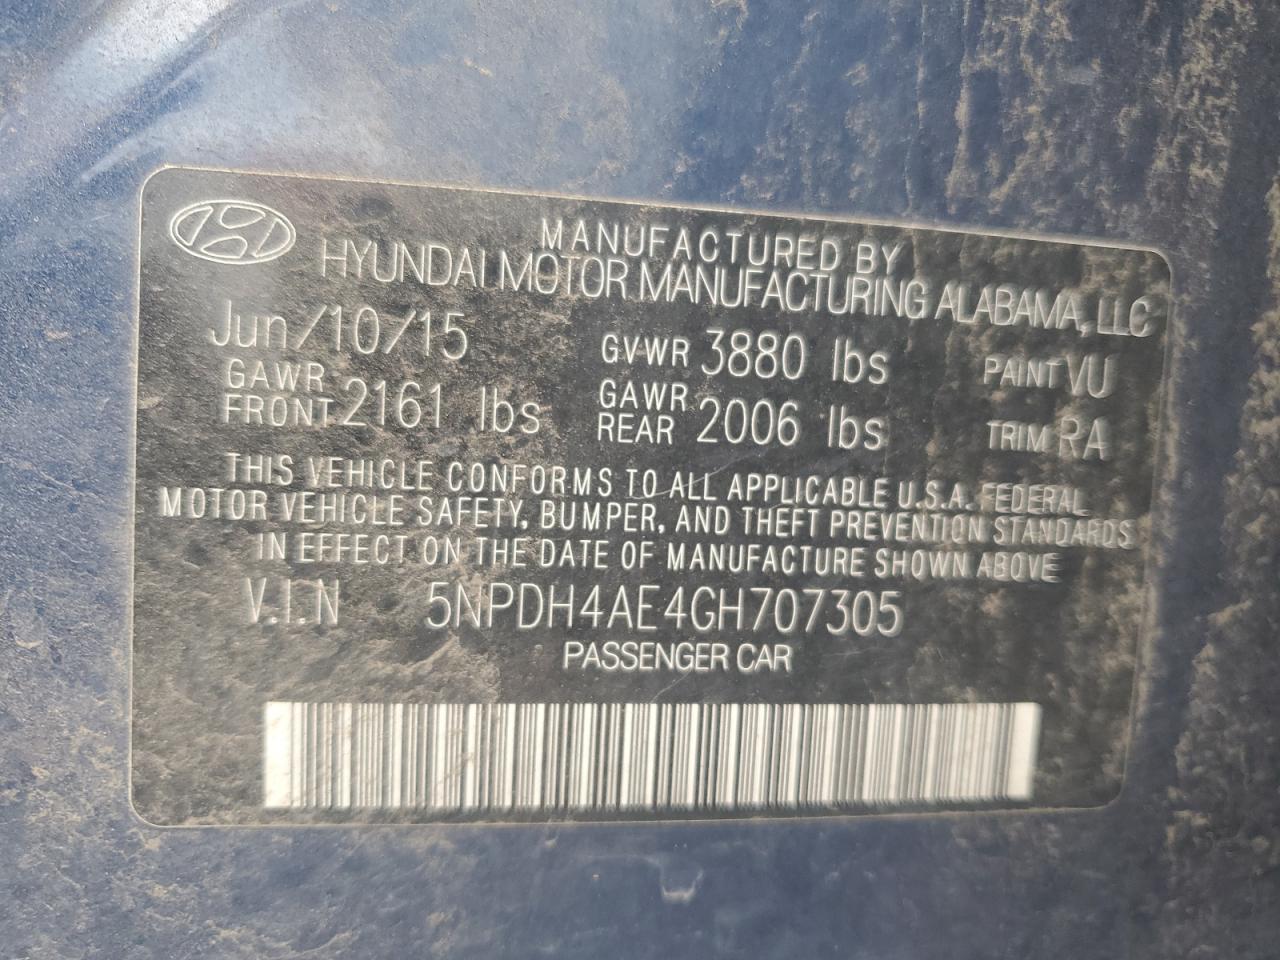 MANUFACTURED BY
HYUNDAI MOTOR MANUFACTURING ALABAMA, LLC
Jun/10/15 GVWR 3880 lbs PAINT VU
GAWR FRONT 2161 lbs GAWR REAR 2006 lbs TRIM RA
THIS VEHICLE CONFORMS TO ALL APPLICABLE U.S.A. FEDERAL
MOTOR VEHICLE SAFETY, BUMPER, AND THEFT PREVENTION STANDARDS
IN EFFECT ON THE DATE OF MANUFACTURE SHOWN ABOVE
V.I.N 5NPDH4AE4GH707305
PASSENGER CAR